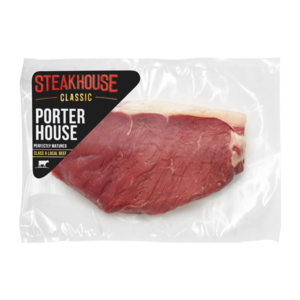 STEAKHOUSE
CLASSIC
PORTER
HOUSE
PERFECTLY MATURED
CLASS A LOCAL BEEF